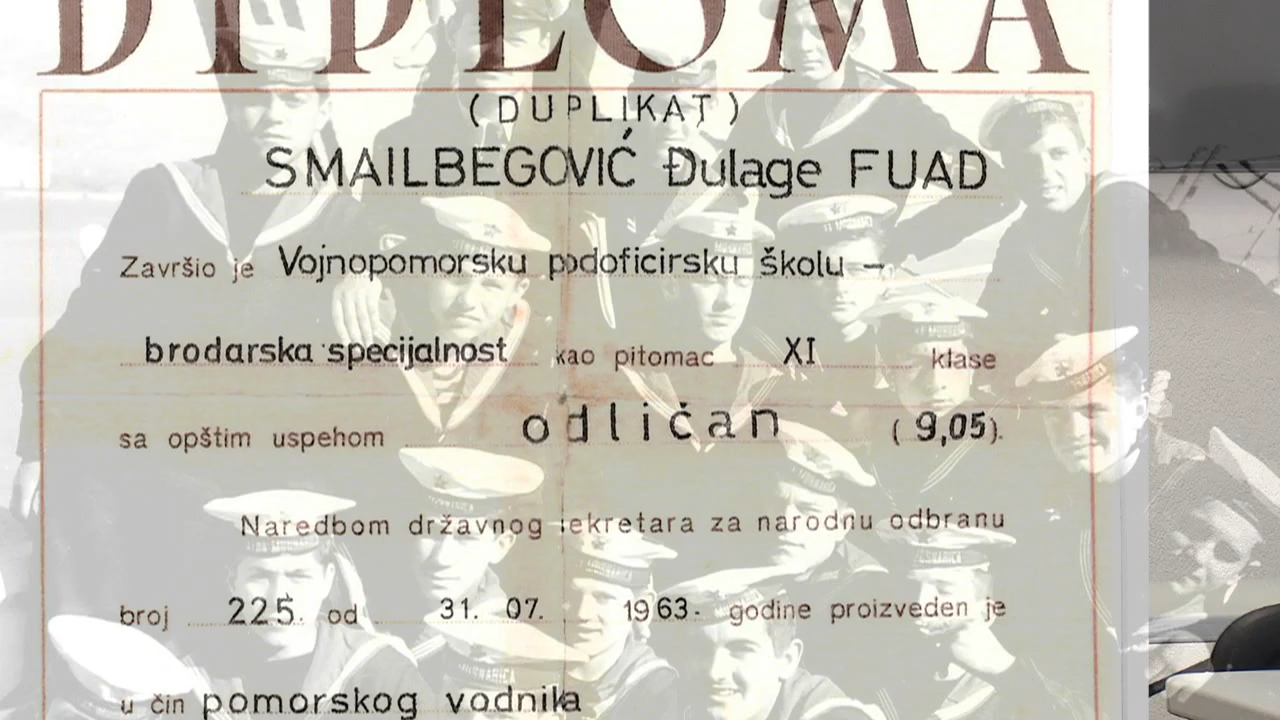 DIPLOMA
(DUPLIKAT)
SMAILBEGOVIĆ Đulage FUAD
Završio je Vojnopomorsku podoficirsku školu –
brodarska specijalnost kao pitomac XI klase
sa opštim uspehom odličan (9,05).
Naredbom državnog sekretara za narodnu odbranu
broj 225. od 31. 07. 1963. godine proizveden je
u čin pomorskog vodnika